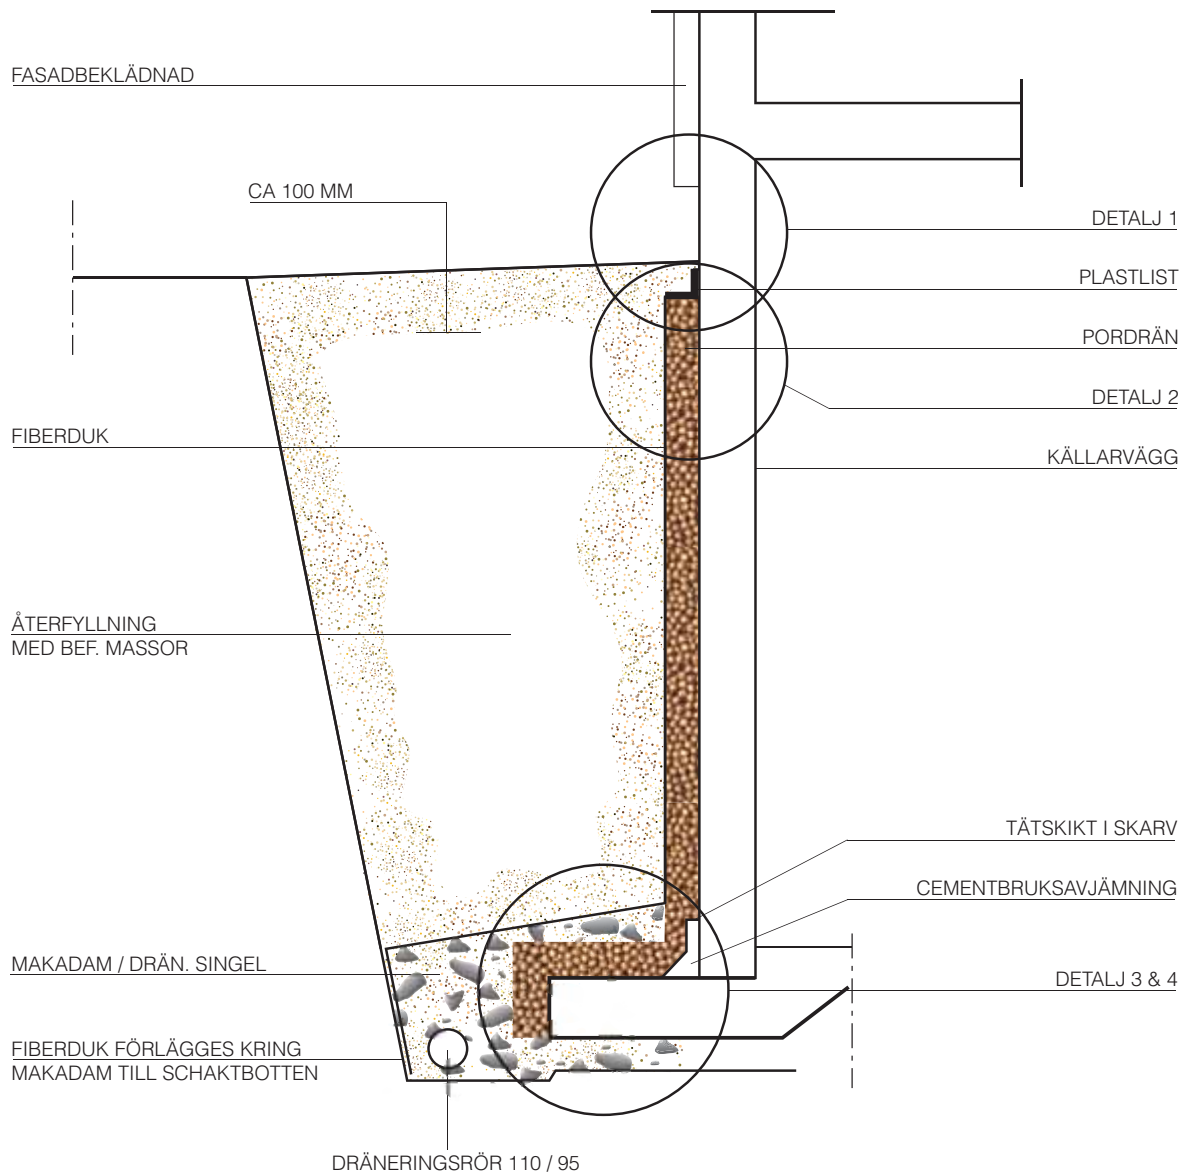 FASADBEKLÄDNAD
CA 100 MM
DETALJ 1
PLASTLIST
PORDRÄN
DETALJ 2
FIBERDUK
KÄLLARVÄGG
ÅTERFYLLNING
MED BEF. MASSOR
TÄTSKIKT I SKARV
CEMENTBRUKSAVJÄMNING
MAKADAM / DRÄN. SINGEL
DETALJ 3 & 4
FIBERDUK FÖRLÄGGES KRING
MAKADAM TILL SCHAKTBOTTEN
DRÄNERINGSRÖR 110 / 95